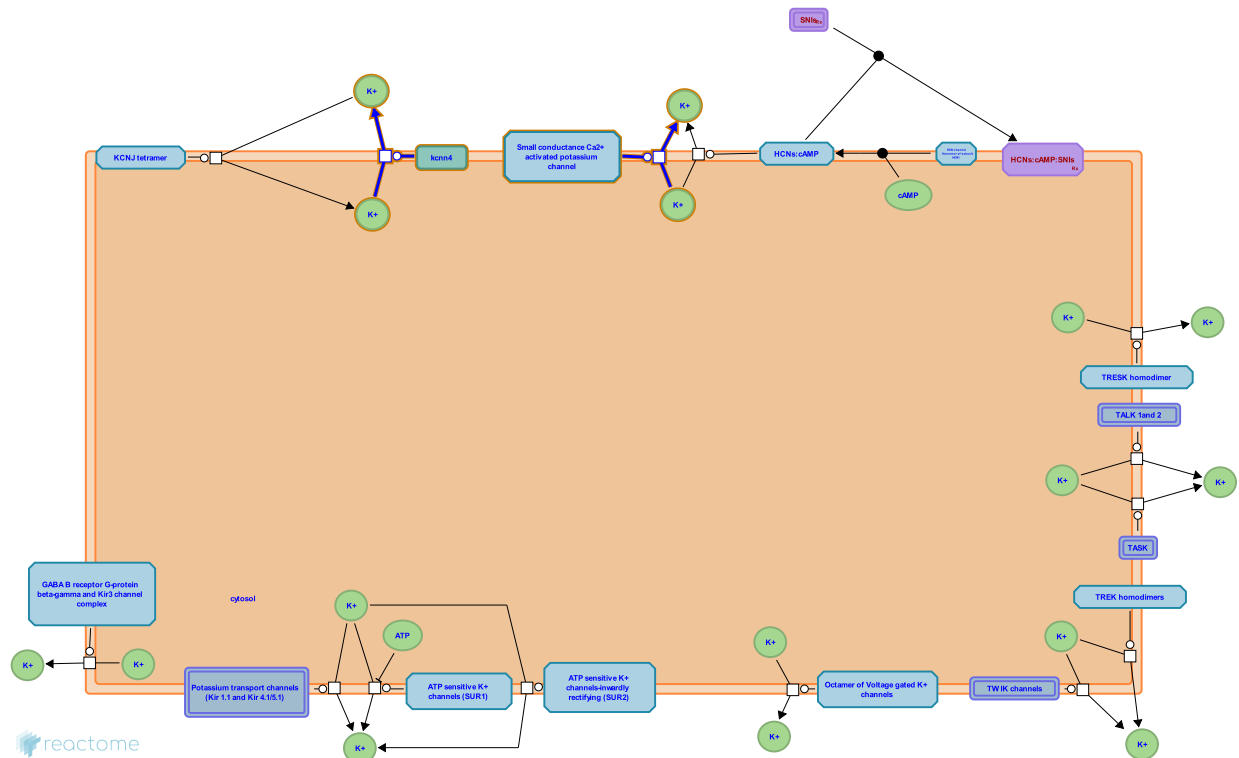 SNIs Rx
K+
K+
KCNJ tetramer
kcnn4
Small conductance Ca2+
activated potassium
channel
HCNs:cAMP
HCNs:cAMP:SNIs
Rx
cAMP
K+
K+
K+
K+
TRESK homodimer
TALK 1and 2
K+
K+
TASK
GABA B receptor G-protein
beta-gamma and Kir3 channel
complex
cytosol
TREK homodimers
K+
ATP
K+
K+
K+
K+
Potassium transport channels
(Kir 1.1 and Kir 4.1/5.1)
ATP sensitive K+
channels (SUR1)
ATP sensitive K+
channels-inwardly
rectifying (SUR2)
Octamer of Voltage gated K+
channels
TWIK channels
K+
K+
K+
reactome